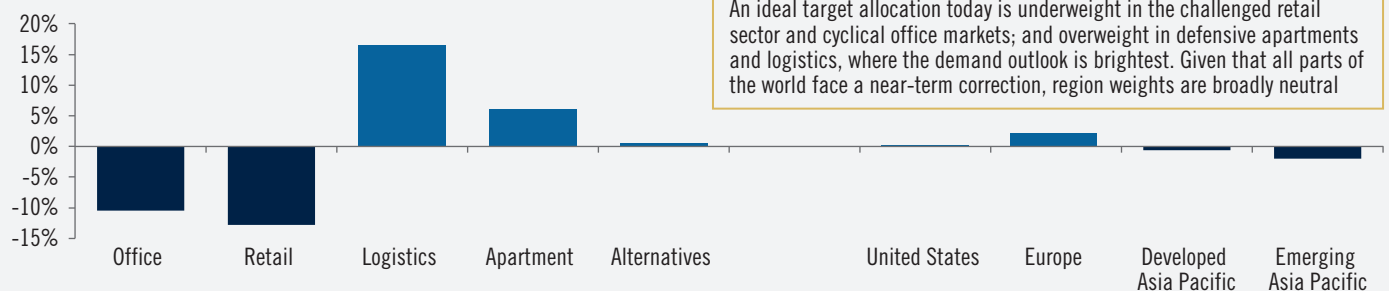 An ideal target allocation today is underweight in the challenged retail
sector and cyclical office markets; and overweight in defensive apartments
and logistics, where the demand outlook is brightest. Given that all parts of
the world face a near-term correction, region weights are broadly neutral
20%
15%
10%
5%
0%
-5%
-10%
-15%
Office
Retail
Logistics
Apartment
Alternatives
United States
Europe
Developed
Asia Pacific
Emerging
Asia Pacific